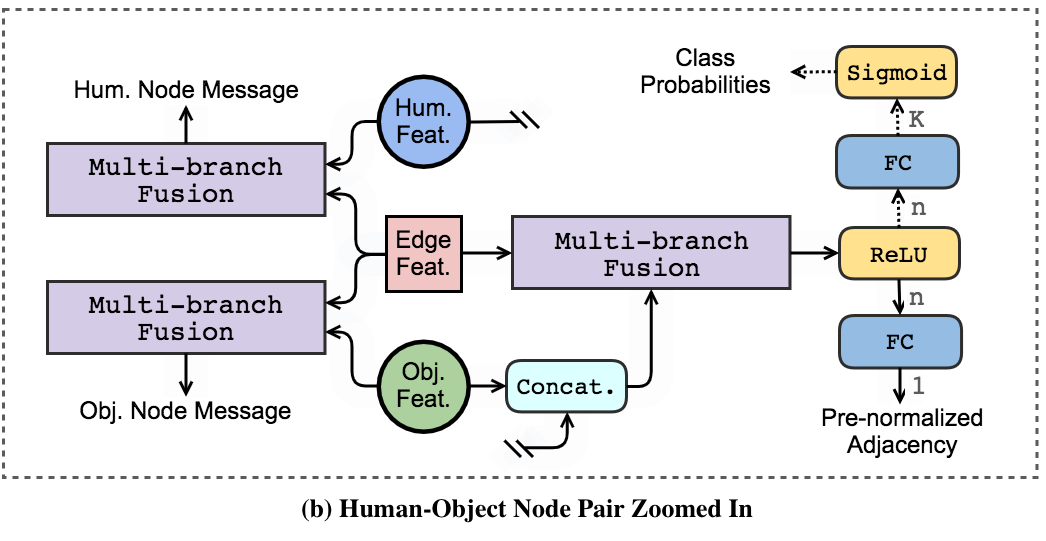 Hum. Node Message
Multi-branch
Fusion
Hum.
Feat.
Class
Probabilities
Sigmoid
K
FC
n
Edge
Feat.
Multi-branch
Fusion
ReLU
n
Multi-branch
Fusion
FC
1
Obj.
Feat.
Concat.
Obj. Node Message
Pre-normalized
Adjacency
(b) Human-Object Node Pair Zoomed In